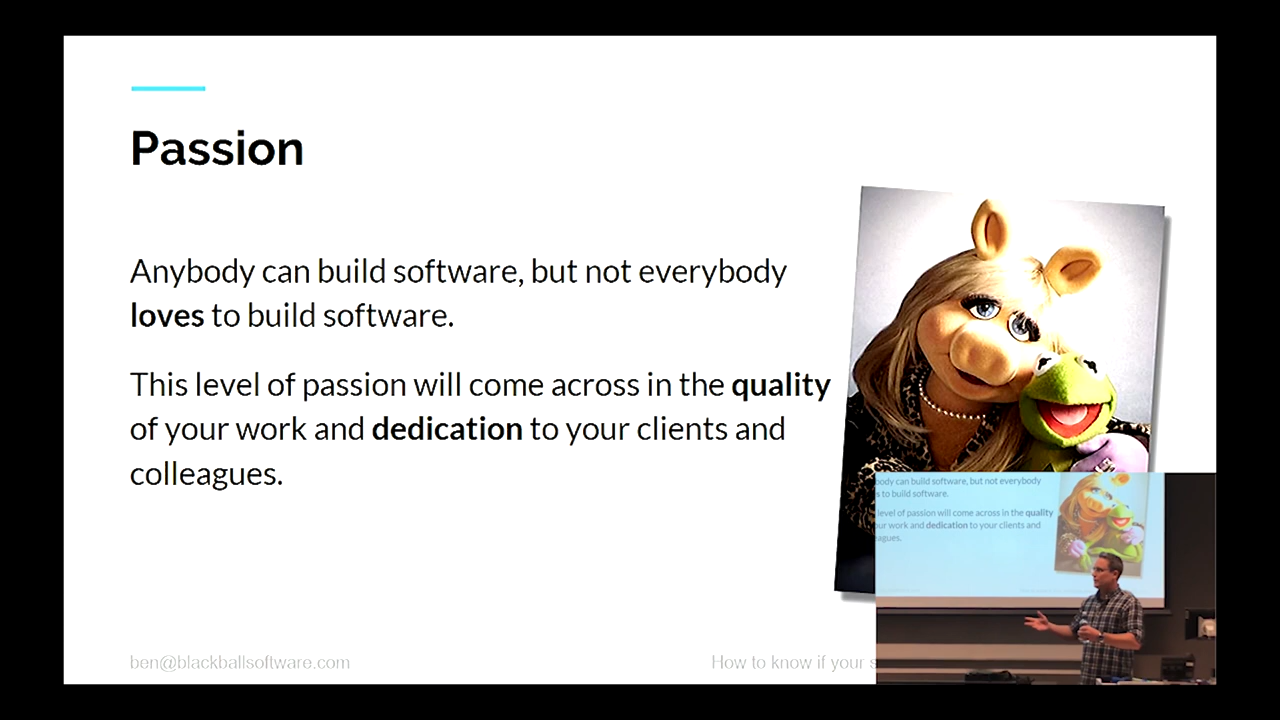 Passion
Anybody can build software, but not everybody
loves to build software.
This level of passion will come across in the quality
of your work and dedication to your clients and
colleagues.
ben@blackballsoftware.com
How to know if your
body can build software, but not everybody
to build software.
level of passion will come across in the quality
work and dedication to your clients and